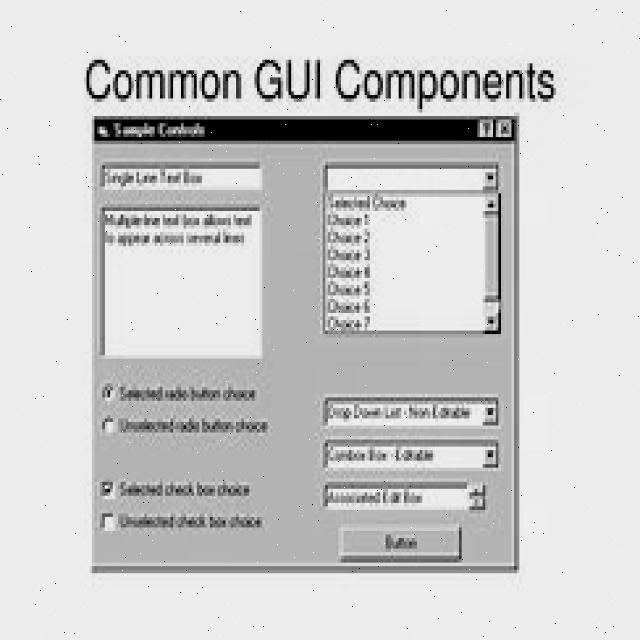 Common GUI Components
Sample Controls
Single Line Text Box
Multiple-line text box allows text
to appear across several lines
Selected radio button choice
Unselected radio button choice
Selected check box choice
Unselected check box choice
Selected Choice
Choice 1
Choice 2
Choice 3
Choice 4
Choice 5
Choice 6
Choice 7
Drop Down List - Non Editable
Combox Box - Editable
Associated Edit Box
Button